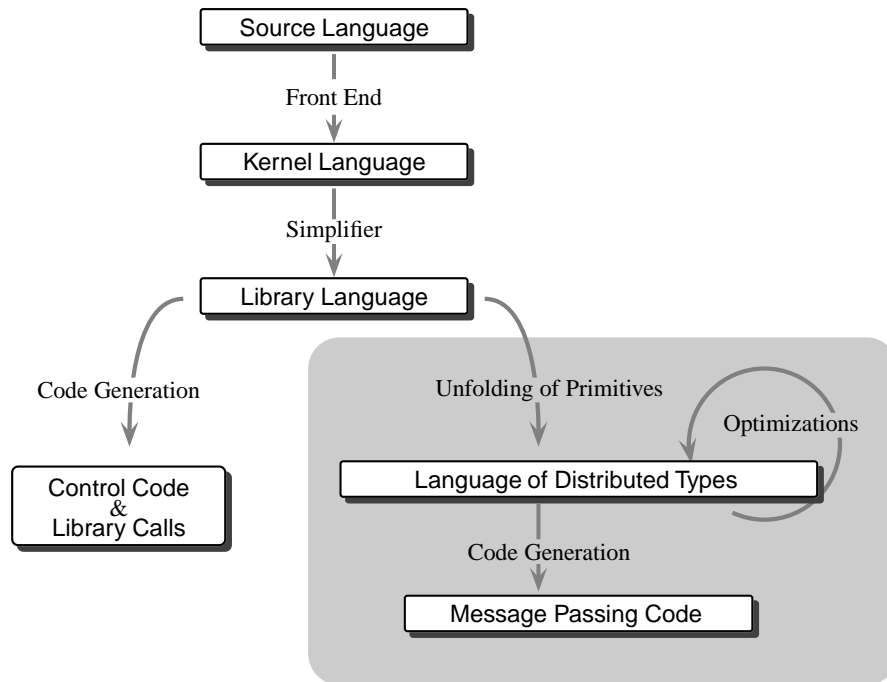 Source Language
Front End
Kernel Language
Simplifier
Library Language
Code Generation
Unfolding of Primitives
Optimizations
Control Code
&
Library Calls
Language of Distributed Types
Code Generation
Message Passing Code